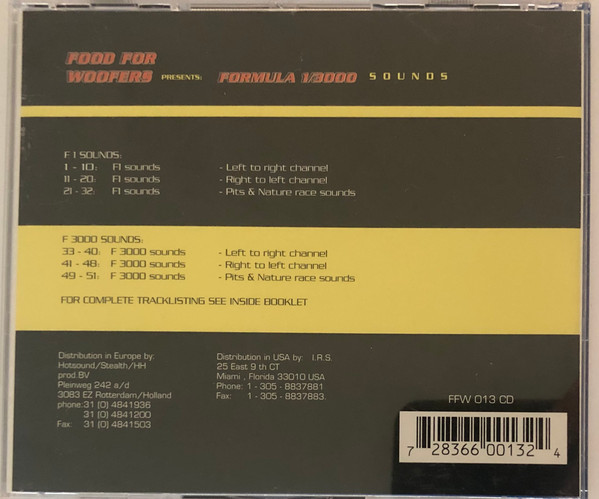 FOOD FOR
WOOFERS PRESENTS: FORMULA 1/3000 SOUNDS
F 1 SOUNDS:
1 - 10: F1 sounds - Left to right channel
11 - 20: F1 sounds - Right to left channel
21 - 32: F1 sounds - Pits & Nature race sounds
F 3000 SOUNDS:
33 - 40: F 3000 sounds - Left to right channel
41 - 48: F 3000 sounds - Right to left channel
49 - 51: F 3000 sounds - Pits & Nature race sounds
FOR COMPLETE TRACKLISTING SEE INSIDE BOOKLET
Distribution in Europe by:
Hotsound/Stealth/HH
prod.BV
Pleinweg 242 a/d
3083 EZ Rotterdam/Holland
phone:31 (0) 4841936
31 (0) 4841200
Fax: 31 (0) 4841503
Distribution in USA by: I.R.S.
25 East 9 th CT
Miami , Florida 33010 USA
Phone: 1 - 305 - 8837881
Fax: 1 - 305 - 8837883.
FFW 013 CD
7 28366 00132 4